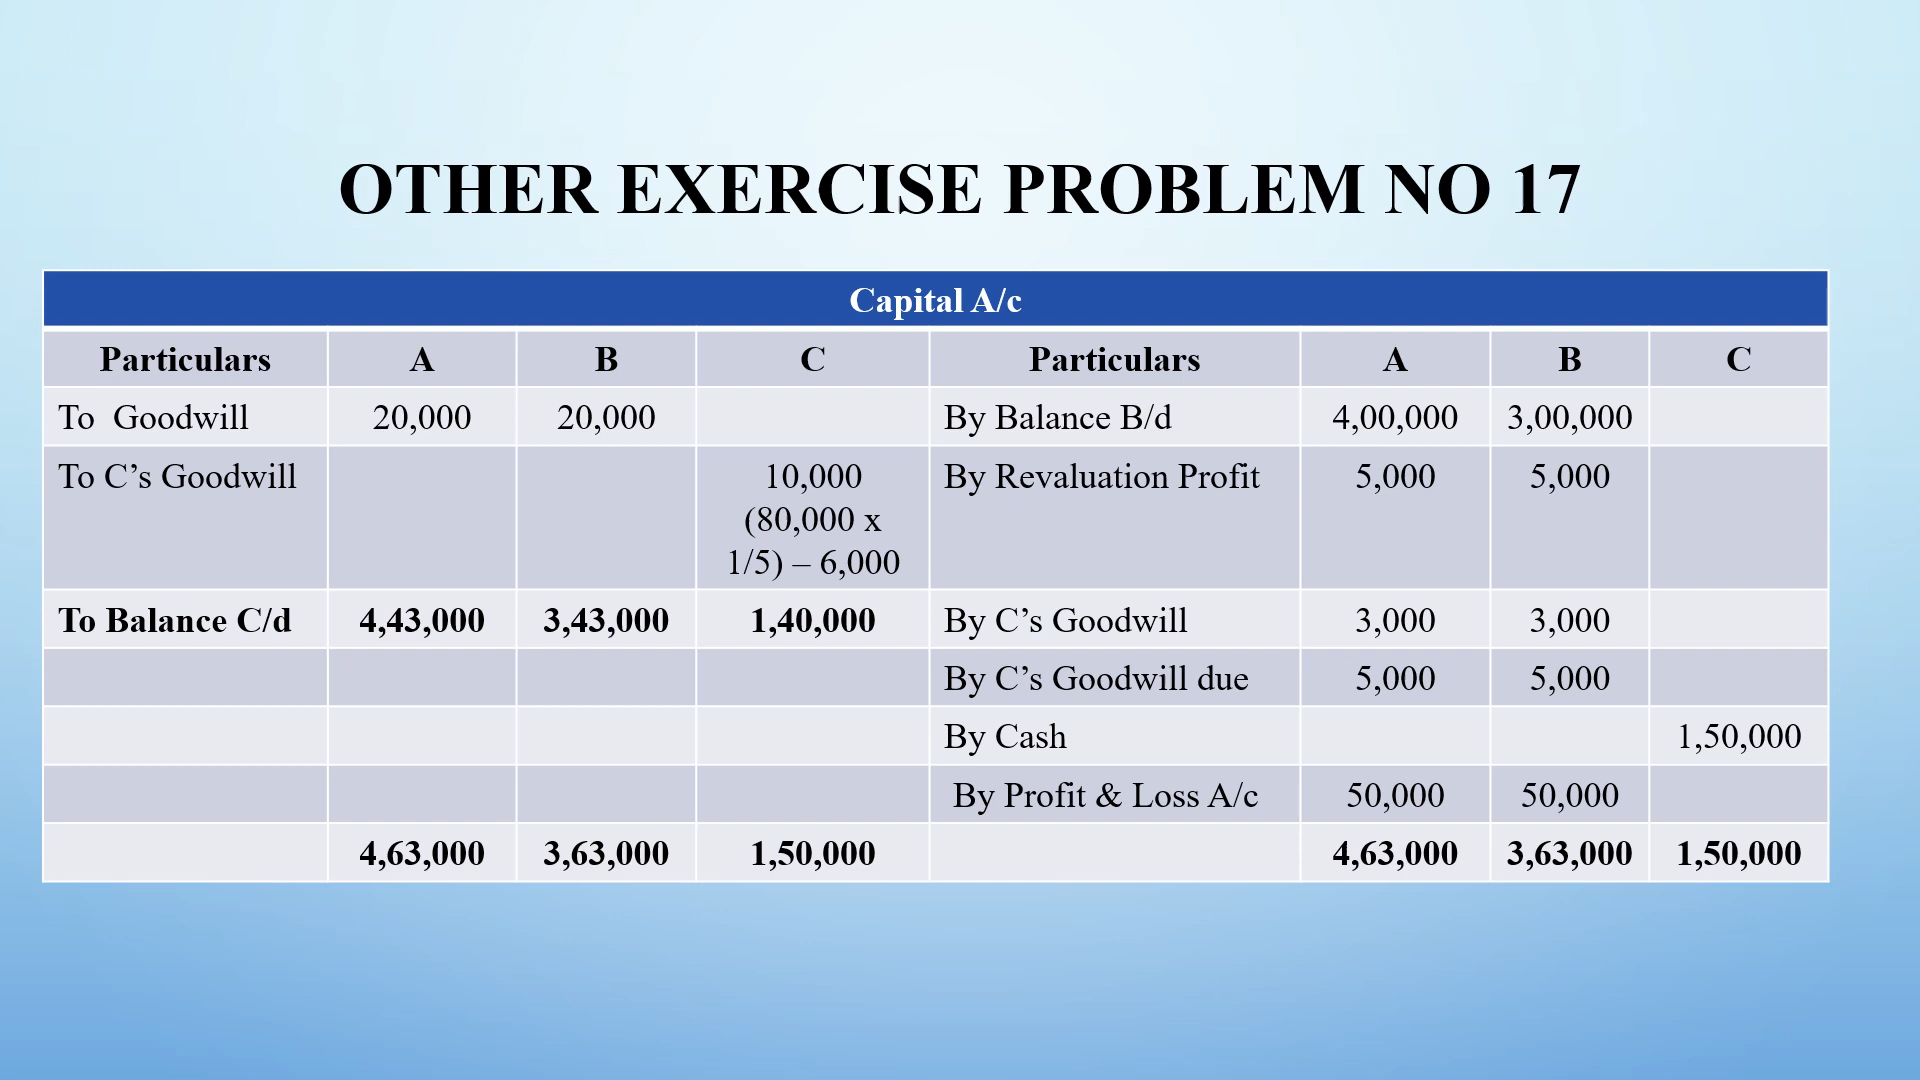 OTHER EXERCISE PROBLEM NO 17
Capital A/c
Particulars A B C Particulars A B C
To Goodwill 20,000 20,000 By Balance B/d 4,00,000 3,00,000
To C’s Goodwill 10,000 By Revaluation Profit 5,000 5,000
(80,000 x
1/5) – 6,000
To Balance C/d 4,43,000 3,43,000 1,40,000 By C’s Goodwill 3,000 3,000
By C’s Goodwill due 5,000 5,000
By Cash 1,50,000
By Profit & Loss A/c 50,000 50,000
4,63,000 3,63,000 1,50,000 4,63,000 3,63,000 1,50,000